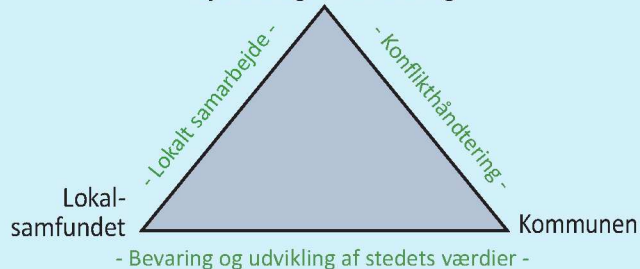 - Lokalt samarbejde -
- Konflikthåndtering -
Lokal-
samfundet
Kommunen
- Bevaring og udvikling af stedets værdier -